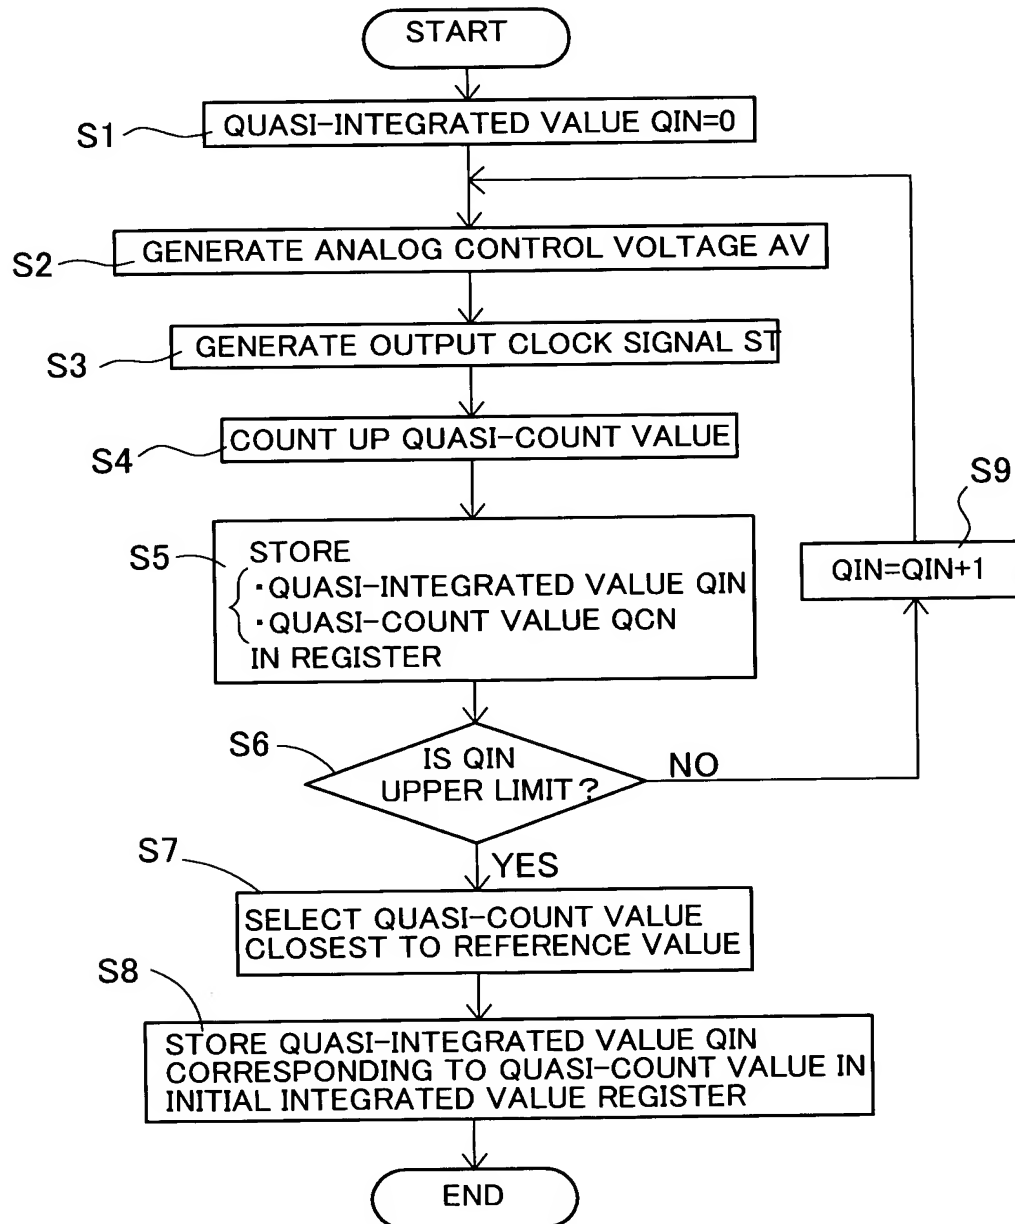 START
S1
QUASI-INTEGRATED VALUE QIN=0
S2
GENERATE ANALOG CONTROL VOLTAGE AV
S3
GENERATE OUTPUT CLOCK SIGNAL ST
S4
COUNT UP QUASI-COUNT VALUE
S9
QIN=QIN+1
S5
STORE
・QUASI-INTEGRATED VALUE QIN
・QUASI-COUNT VALUE QCN
IN REGISTER
S6
IS QIN
UPPER LIMIT?
NO
YES
S7
SELECT QUASI-COUNT VALUE
CLOSEST TO REFERENCE VALUE
S8
STORE QUASI-INTEGRATED VALUE QIN
CORRESPONDING TO QUASI-COUNT VALUE IN
INITIAL INTEGRATED VALUE REGISTER
END